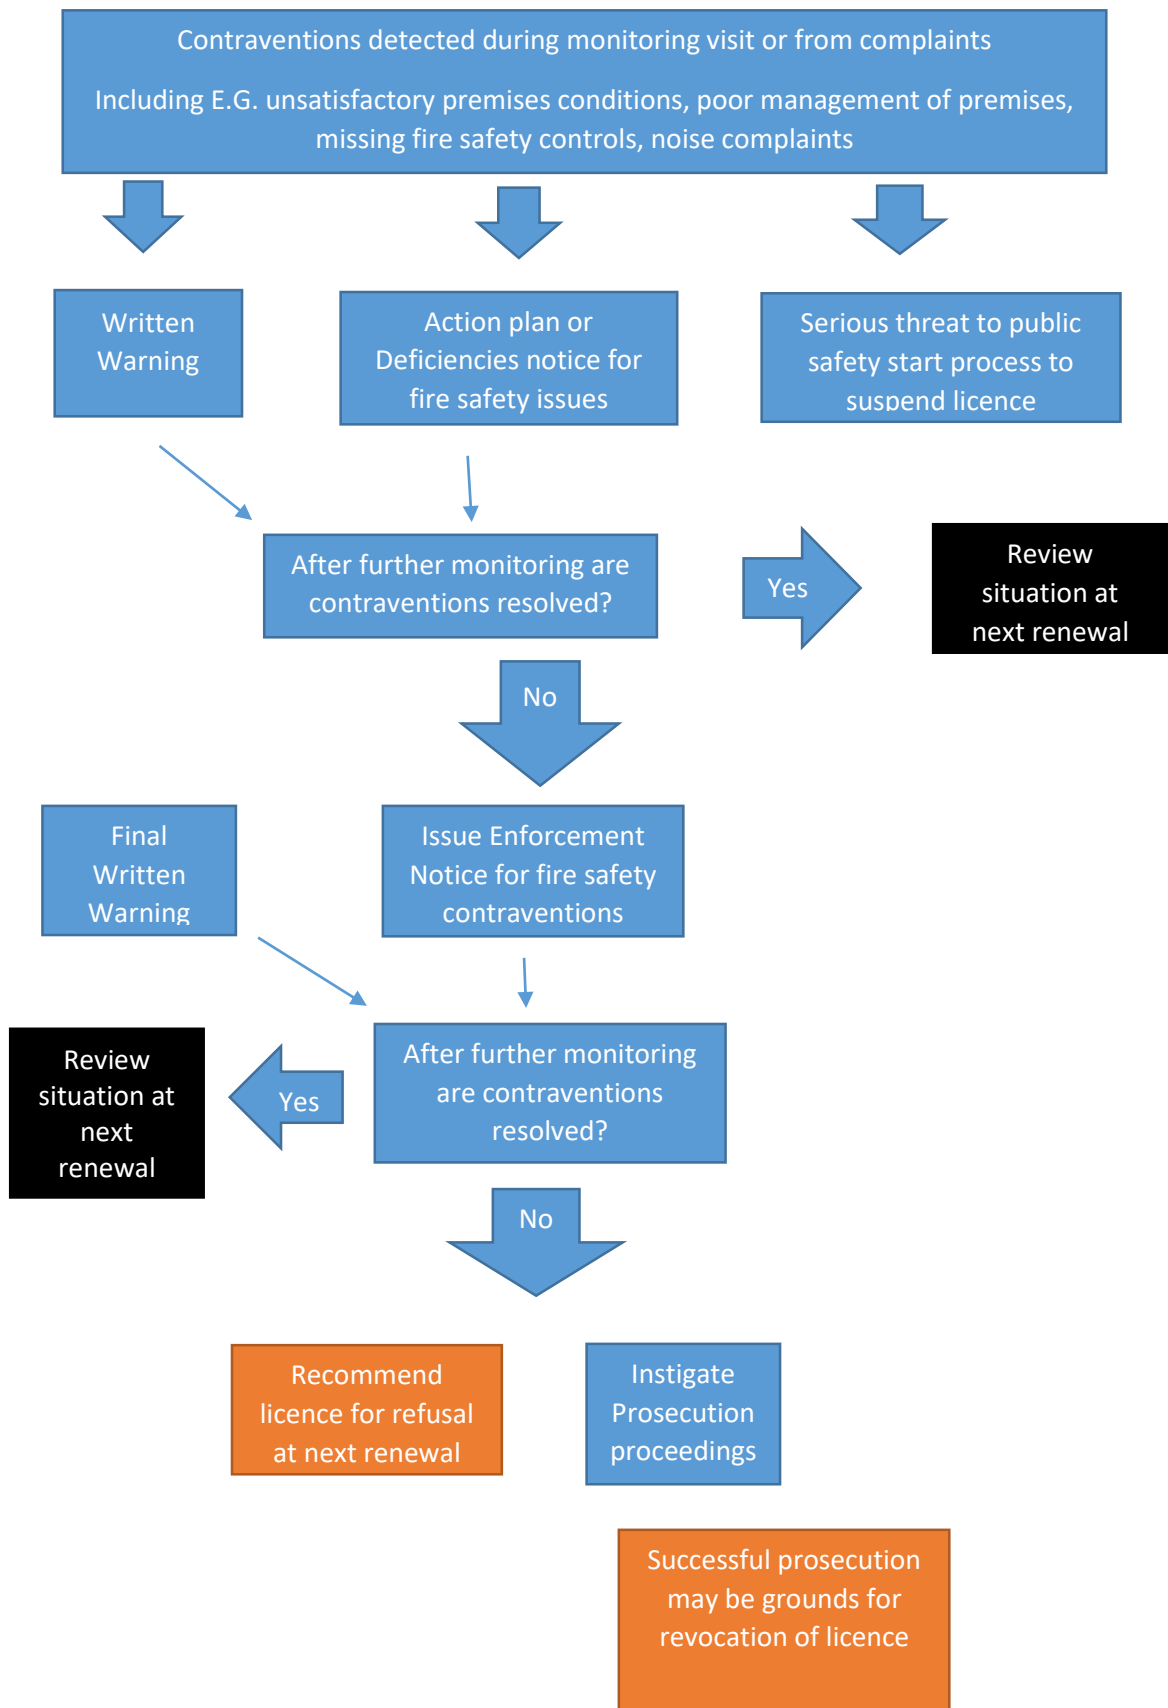 Contraventions detected during monitoring visit or from complaints
Including E.G. unsatisfactory premises conditions, poor management of premises,
missing fire safety controls, noise complaints
Written
Warning
Action plan or
Deficiencies notice for
fire safety issues
Serious threat to public
safety start process to
suspend licence
After further monitoring are
contraventions resolved?
Yes
Review
situation at
next renewal
No
Final
Written
Warning
Issue Enforcement
Notice for fire safety
contraventions
After further monitoring
are contraventions
resolved?
Yes
Review
situation at
next
renewal
No
Recommend
licence for refusal
at next renewal
Instigate
Prosecution
proceedings
Successful prosecution
may be grounds for
revocation of licence